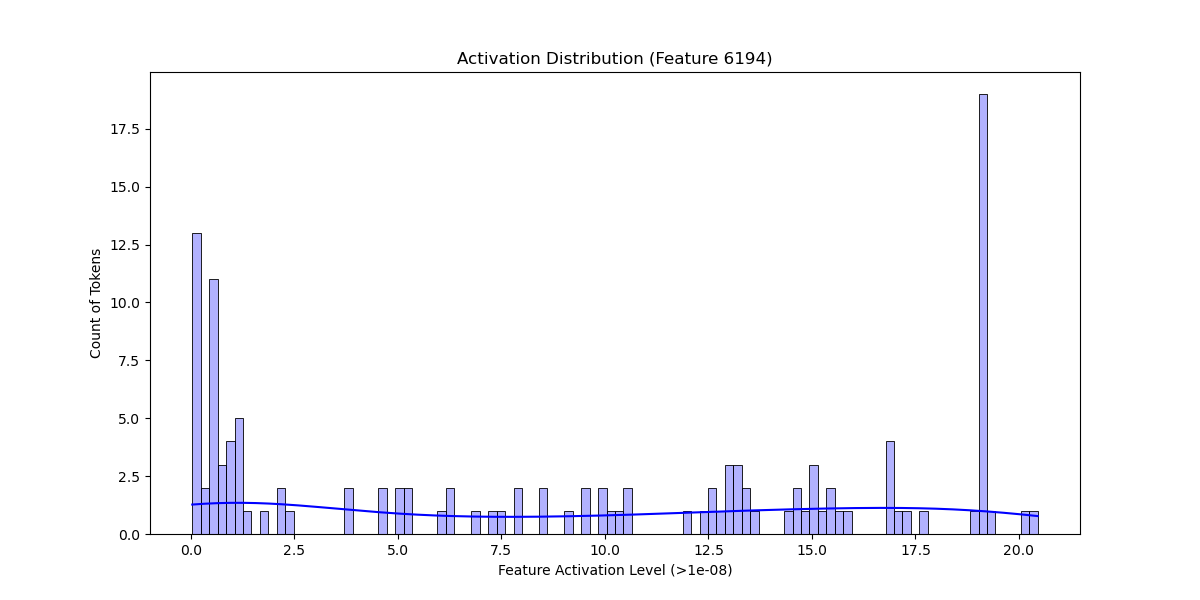 Activation Distribution (Feature 6194)
Count of Tokens
17.5
15.0
12.5
10.0
7.5
5.0
2.5
0.0
0.0 2.5 5.0 7.5 10.0 12.5 15.0 17.5 20.0
Feature Activation Level (>1e-08)